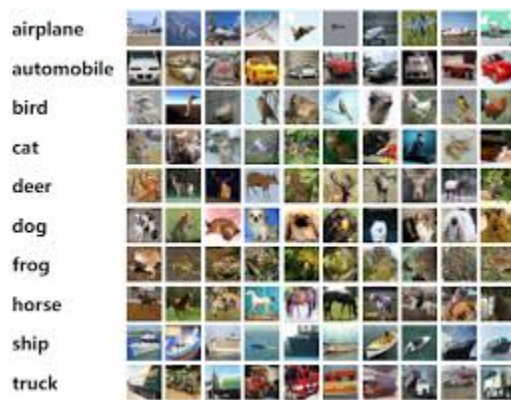 airplane
automobile
bird
cat
deer
dog
frog
horse
ship
truck